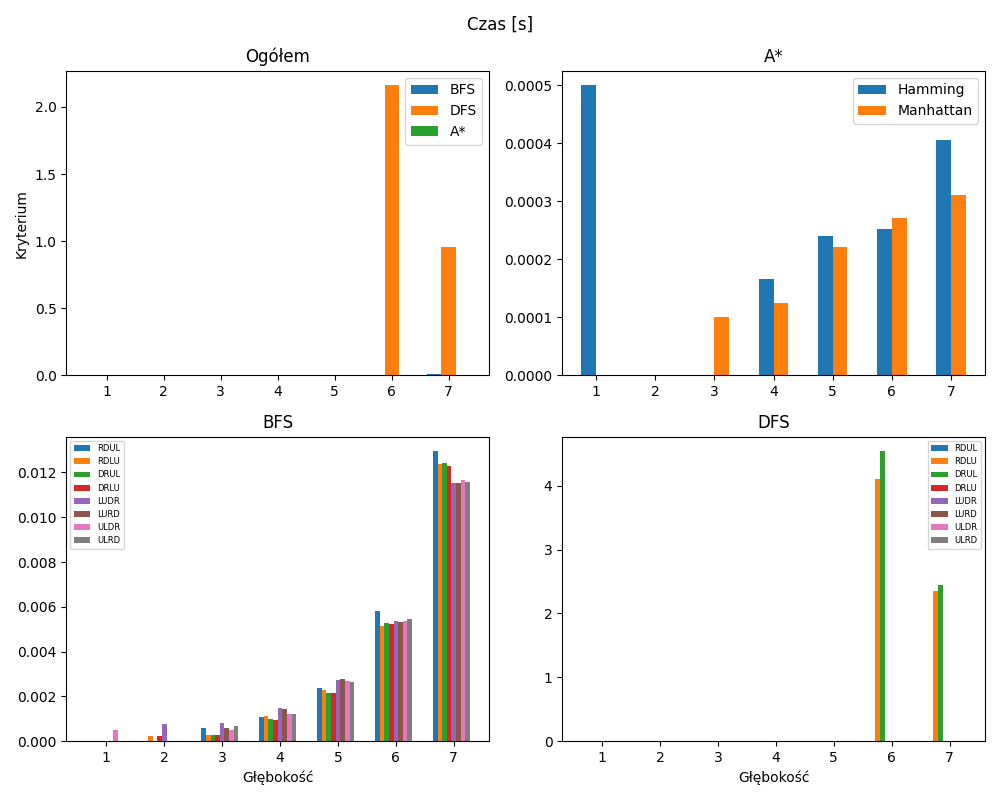 Czas [s]
Ogółem
Kryterium
2.0
1.5
1.0
0.5
0.0
1 2 3 4 5 6 7
BFS
DFS
A*
A*
0.0005
0.0004
0.0003
0.0002
0.0001
0.0000
1 2 3 4 5 6 7
Hamming
Manhattan
BFS
0.012
0.010
0.008
0.006
0.004
0.002
0.000
1 2 3 4 5 6 7
Głębokość
RDUL
RDLU
DRUL
DRLU
LUDR
LURD
ULDR
ULRD
DFS
4
3
2
1
0
1 2 3 4 5 6 7
Głębokość
RDUL
RDLU
DRUL
DRLU
LUDR
LURD
ULDR
ULRD